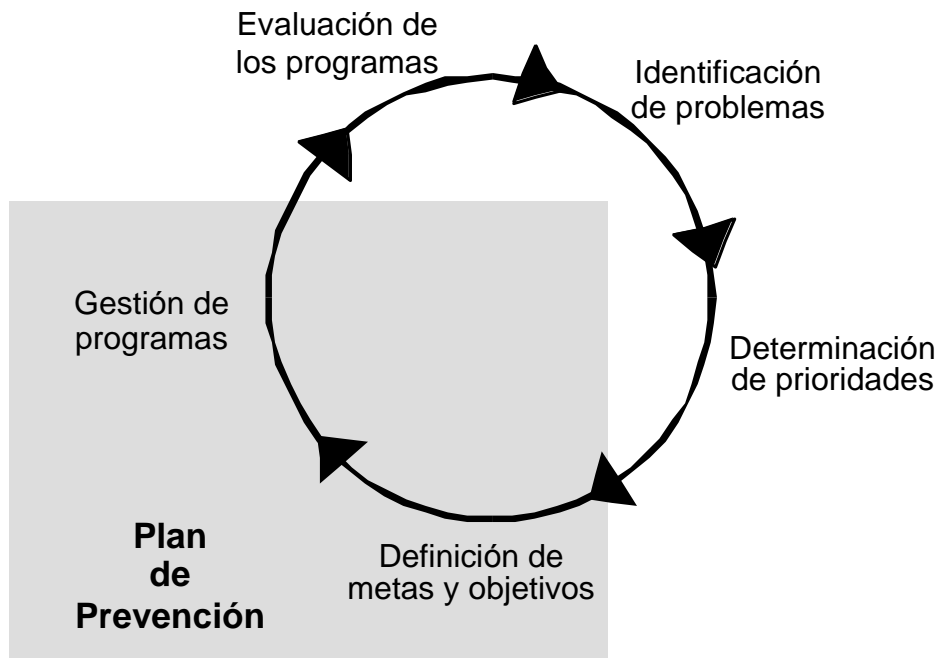 Evaluación de
los programas
Identificación
de problemas
Determinación
de prioridades
Definición de
metas y objetivos
Gestión de
programas
Plan
de
Prevención